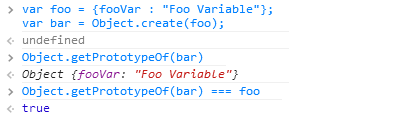 var foo = {fooVar : "Foo Variable"};
var bar = Object.create(foo);
undefined
Object.getPrototypeOf(bar)
Object {fooVar: "Foo Variable"}
Object.getPrototypeOf(bar) === foo
true